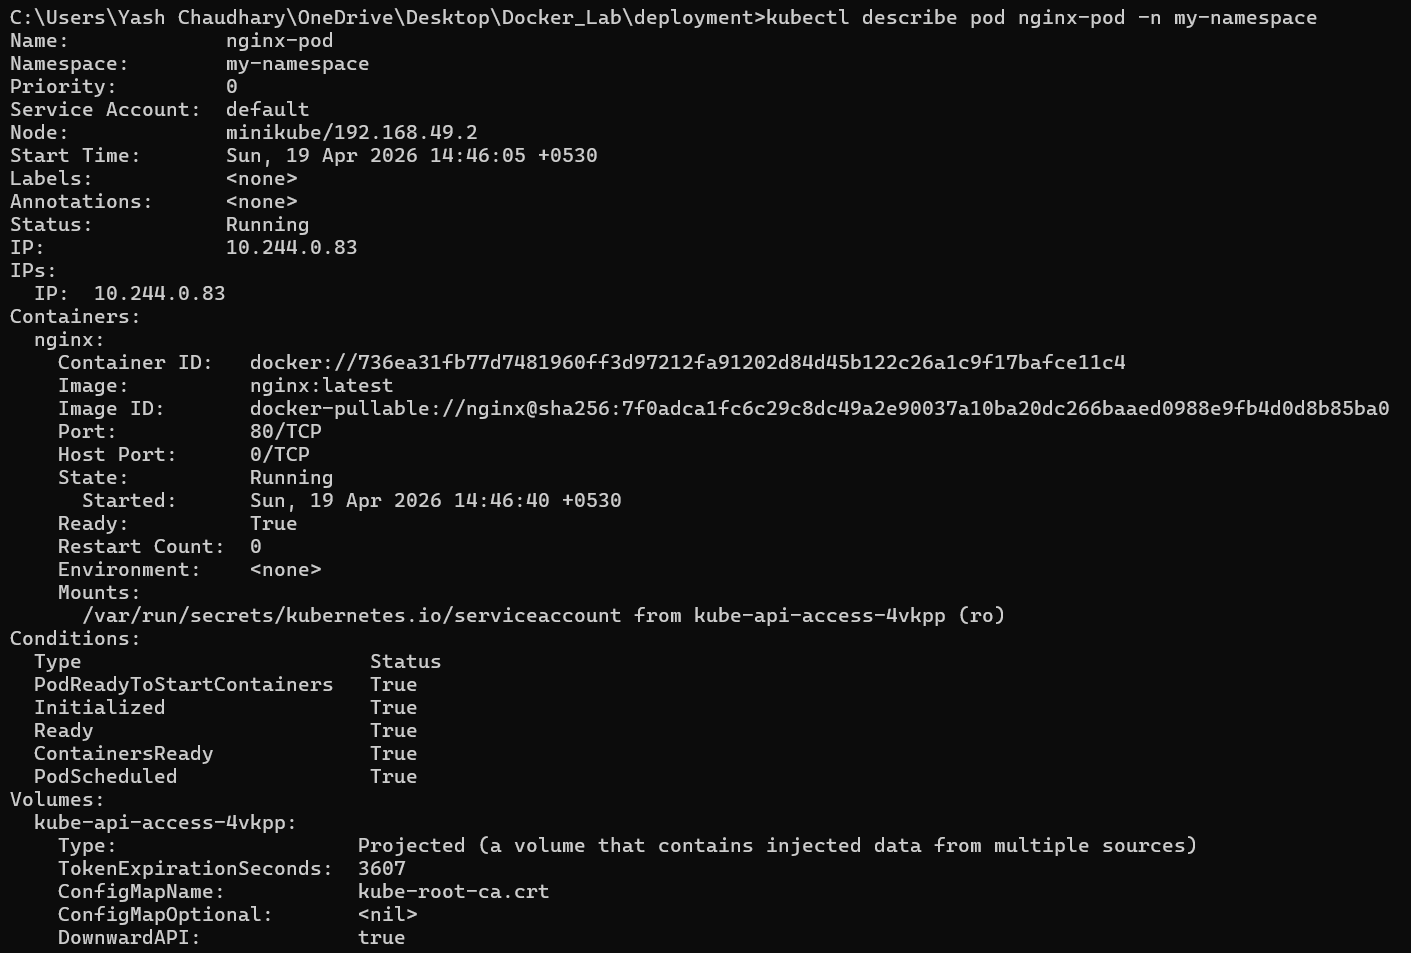 C:\Users\Yash Chaudhary\OneDrive\Desktop\Docker_Lab\deployment>kubectl describe pod nginx-pod -n my-namespace
Name:             nginx-pod
Namespace:        my-namespace
Priority:         0
Service Account:  default
Node:             minikube/192.168.49.2
Start Time:       Sun, 19 Apr 2026 14:46:05 +0530
Labels:           <none>
Annotations:      <none>
Status:           Running
IP:               10.244.0.83
IPs:
  IP:  10.244.0.83
Containers:
  nginx:
    Container ID:   docker://736ea31fb77d7481960ff3d97212fa91202d84d45b122c26a1c9f17bafce11c4
    Image:          nginx:latest
    Image ID:       docker-pullable://nginx@sha256:7f0adca1fc6c29c8dc49a2e90037a10ba20dc266baaed0988e9fb4d0d8b85ba0
    Port:           80/TCP
    Host Port:      0/TCP
    State:          Running
      Started:      Sun, 19 Apr 2026 14:46:40 +0530
    Ready:          True
    Restart Count:  0
    Environment:    <none>
    Mounts:
      /var/run/secrets/kubernetes.io/serviceaccount from kube-api-access-4vkpp (ro)
Conditions:
  Type                        Status
  PodReadyToStartContainers   True
  Initialized                 True
  Ready                       True
  ContainersReady             True
  PodScheduled                True
Volumes:
  kube-api-access-4vkpp:
    Type:                    Projected (a volume that contains injected data from multiple sources)
    TokenExpirationSeconds:  3607
    ConfigMapName:           kube-root-ca.crt
    ConfigMapOptional:       <nil>
    DownwardAPI:             true